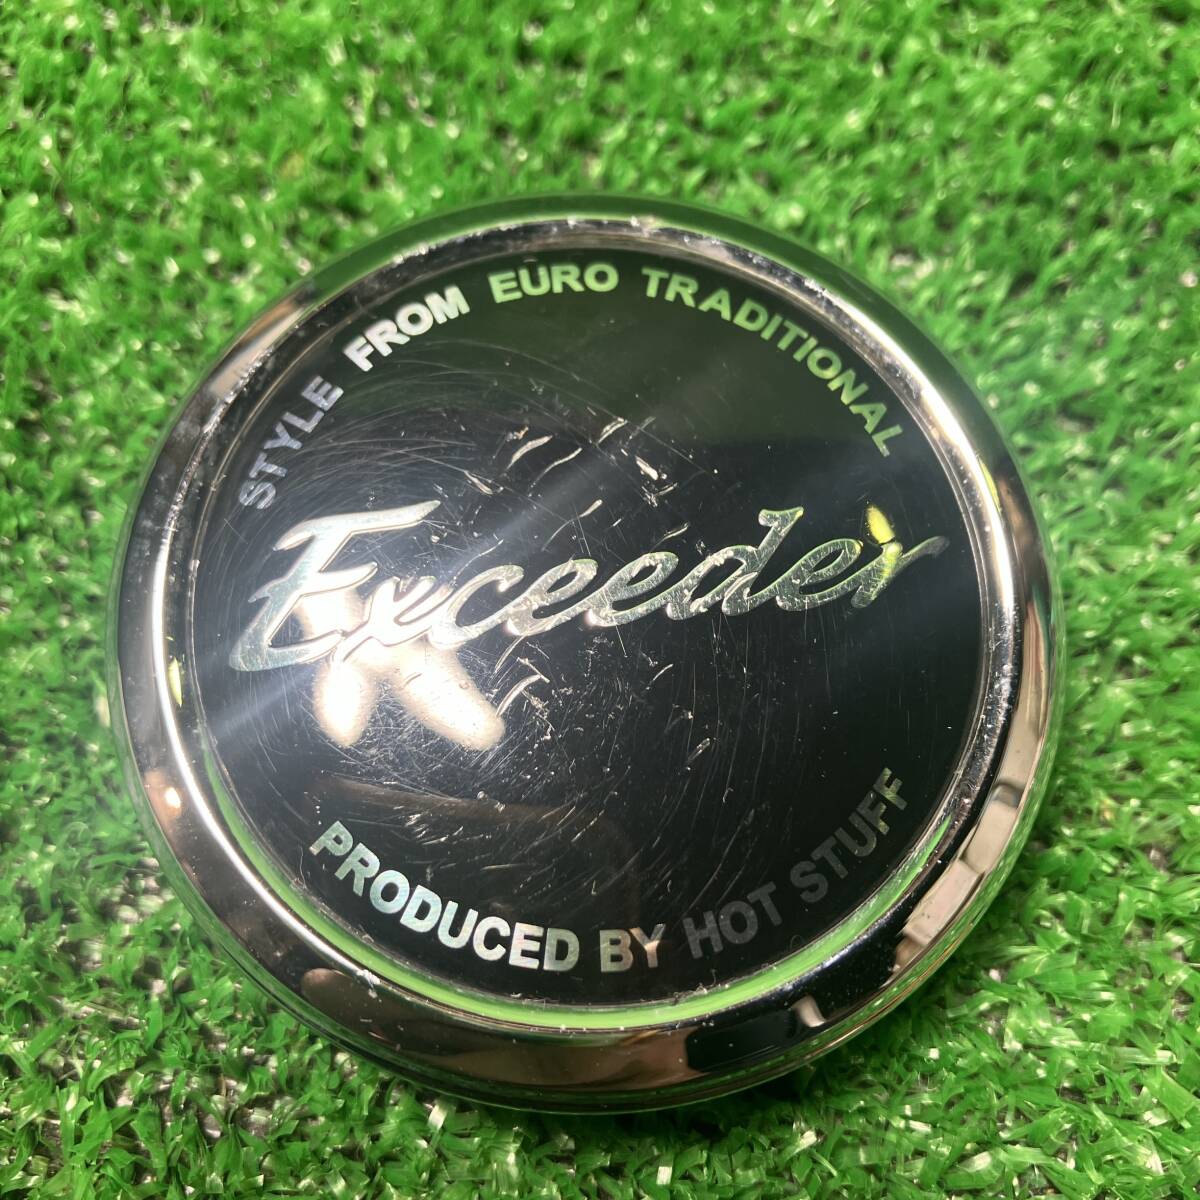 STYLE FROM EURO TRADITIONAL
Exceeder
PRODUCED BY HOT STUFF